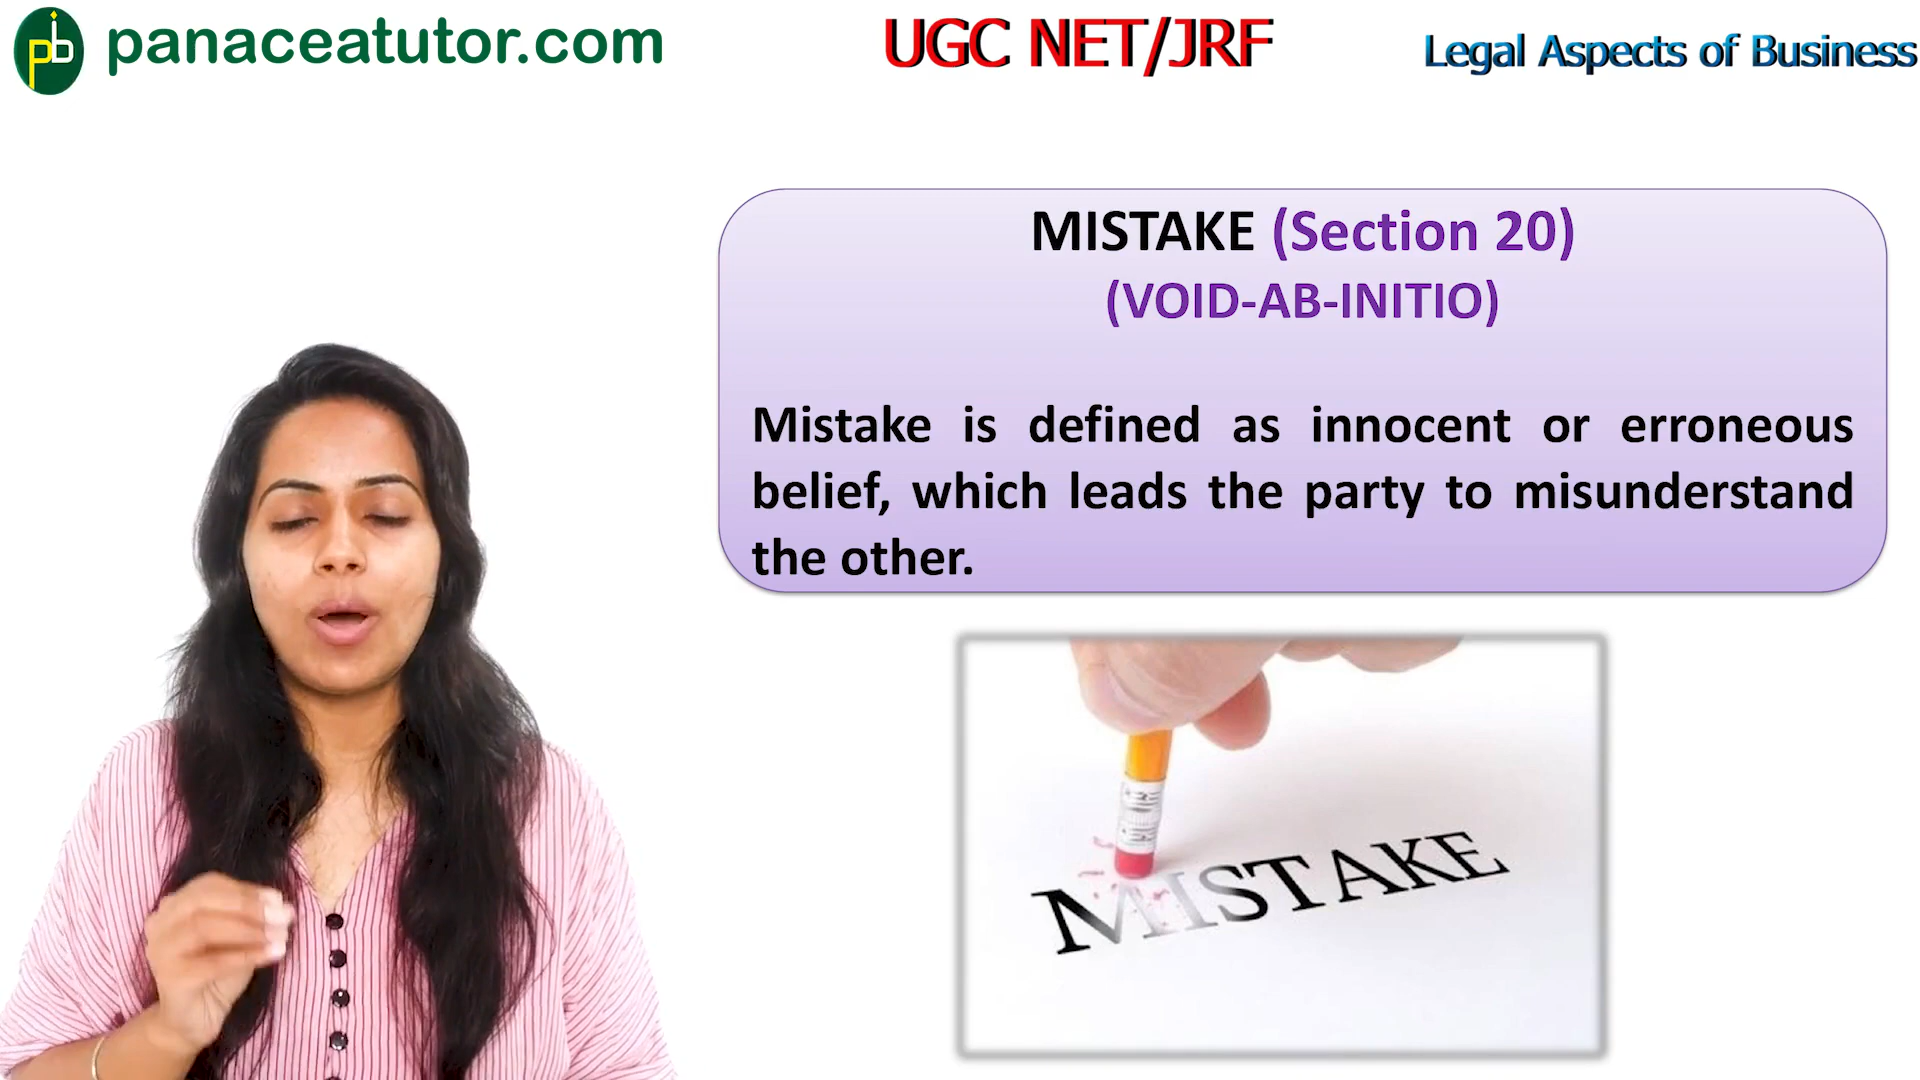 pb panaceatutor.com
UGC NET/JRF
Legal Aspects of Business
MISTAKE (Section 20)
(VOID-AB-INITIO)
Mistake is defined as innocent or erroneous
belief, which leads the party to misunderstand
the other.
MISTAKE